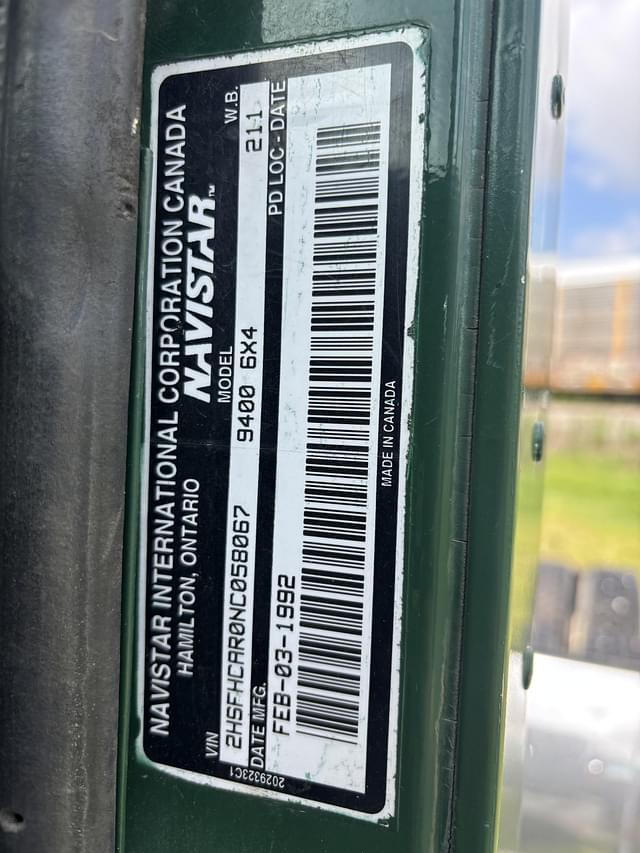 NAVISTAR INTERNATIONAL CORPORATION CANADA
HAMILTON, ONTARIO
NAVISTAR™
VIN MODEL W.B.
2HSFHCAR0NC058067 9400 6X4 211
DATE MFG. PD LOC - DATE
FEB-03-1992
MADE IN CANADA
2029323C1